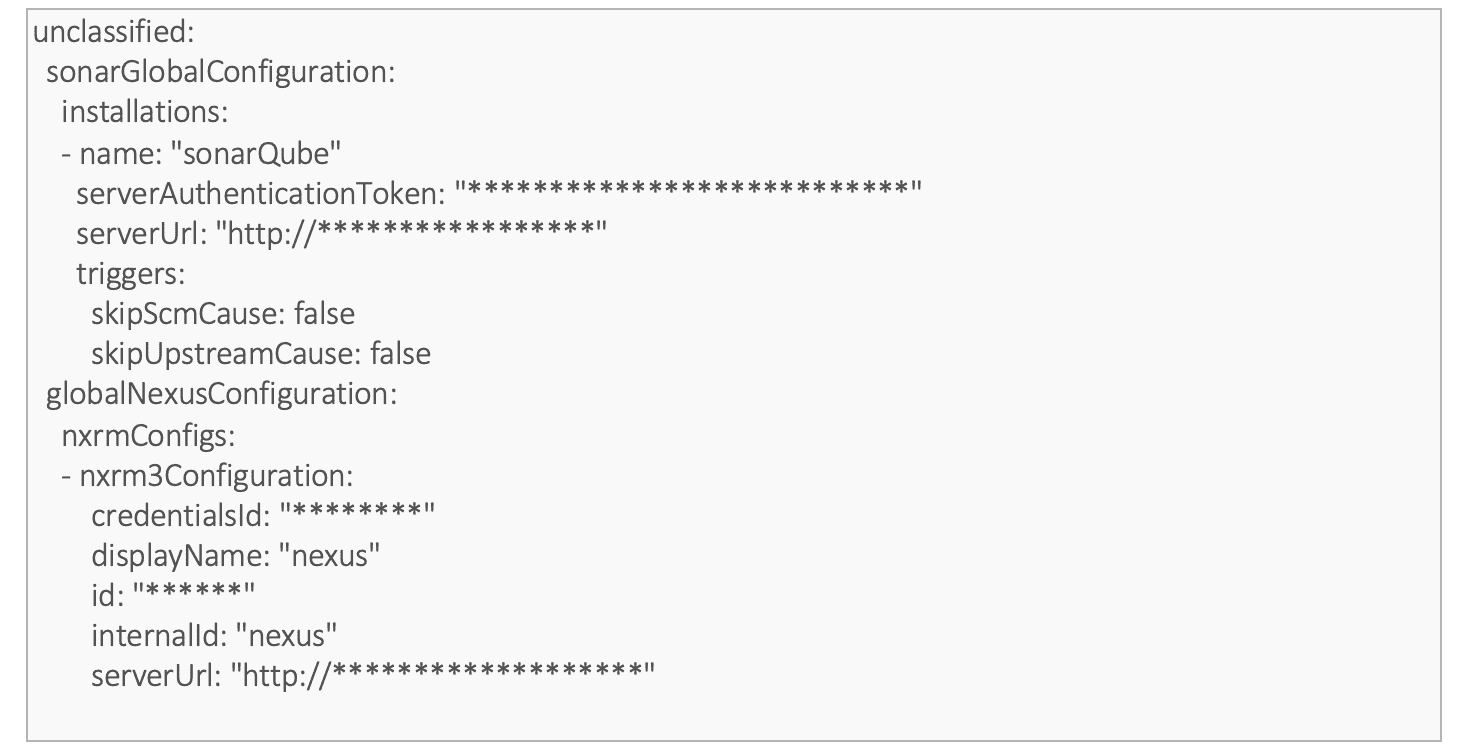 unclassified:
sonarGlobalConfiguration:
installations:
- name: "sonarQube"
serverAuthenticationToken: "***************************"
serverUrl: "http://*****************"
triggers:
skipScmCause: false
skipUpstreamCause: false
globalNexusConfiguration:
nxrmConfigs:
- nxrm3Configuration:
credentialsId: "********"
displayName: "nexus"
id: "******"
internalId: "nexus"
serverUrl: "http://*******************"